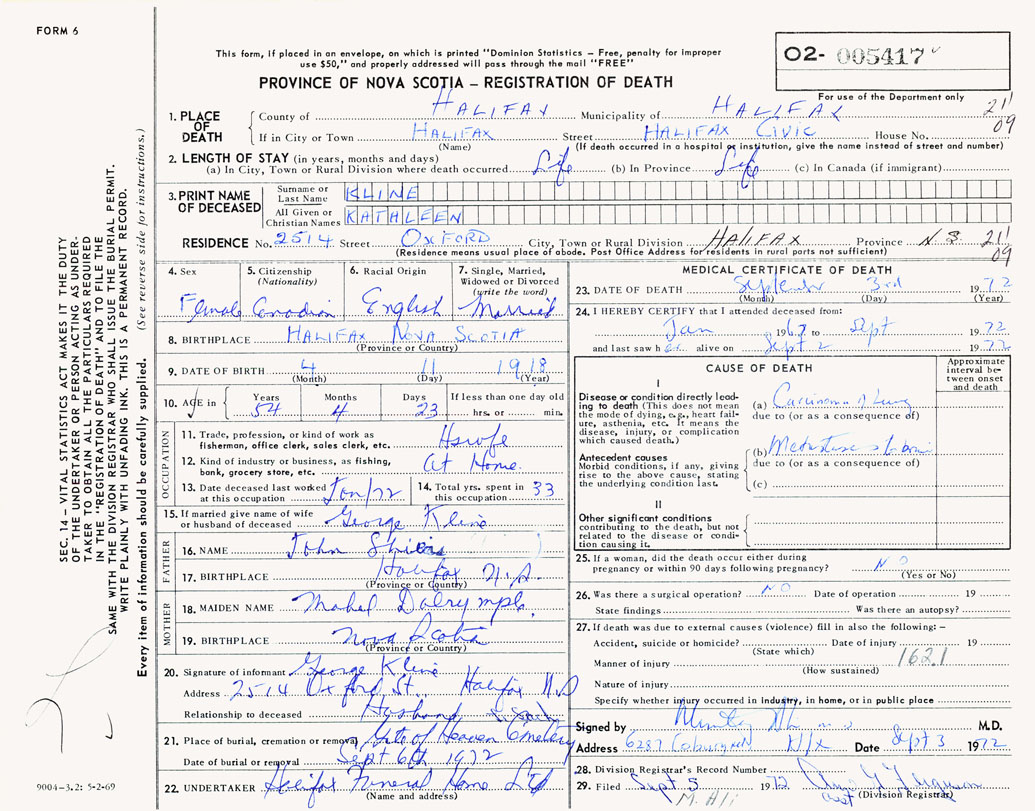 FORM 6
O2- 005417
This form, if placed in an envelope, on which is printed "Dominion Statistics – Free, penalty for improper
use $50," and properly addressed will pass through the mail "FREE"
PROVINCE OF NOVA SCOTIA – REGISTRATION OF DEATH
For use of the Department only
1. PLACE OF DEATH
County of HALIFAX Municipality of HALIFAX 211
If in City or Town HALIFAX Street HALIFAX CIVIC House No. 09
(Name) (If death occurred in a hospital or institution, give the name instead of street and number)
2. LENGTH OF STAY (in years, months and days)
(a) In City, Town or Rural Division where death occurred Life (b) In Province Life (c) In Canada (if immigrant)
3. PRINT NAME OF DECEASED
Surname or Last Name KLINE
All Given or Christian Names KATHLEEN
RESIDENCE No. 2514 Street OXFORD City, Town or Rural Division HALIFAX Province N S. 211
(Residence means usual place of abode. Post Office Address for residents in rural parts not sufficient) 09
4. Sex Female
5. Citizenship (Nationality) Canadian
6. Racial Origin English
7. Single, Married, Widowed or Divorced (write the word) Married
8. BIRTHPLACE HALIFAX NOVA SCOTIA
(Province or Country)
9. DATE OF BIRTH 4 11 1918
(Month) (Day) (Year)
10. AGE in Years 54 Months 4 Days 23 If less than one day old hrs. or min.
OCCUPATION
11. Trade, profession, or kind of work as fisherman, office clerk, sales clerk, etc. Hswfe
12. Kind of industry or business, as fishing, bank, grocery store, etc. At Home.
13. Date deceased last worked at this occupation Jan/72
14. Total yrs. spent in this occupation 33
15. If married give name of wife or husband of deceased George Kline
FATHER
16. NAME John
17. BIRTHPLACE Halifax N.S.
(Province or Country)
MOTHER
18. MAIDEN NAME Mabel Dalrymple.
19. BIRTHPLACE Nova Scotia
(Province or Country)
20. Signature of informant George Kline
Address 2514 Oxford St., Halifax N.S
Relationship to deceased Husband
21. Place of burial, cremation or removal Gate of Heaven Cemetery
Date of burial or removal Sept 6th 1972
22. UNDERTAKER Halifax Funeral Home Ltd
(Name and address)
MEDICAL CERTIFICATE OF DEATH
23. DATE OF DEATH September 3rd 1972
(Month) (Day) (Year)
24. I HEREBY CERTIFY that I attended deceased from:
Jan 1967 to Sept 1972
and last saw her alive on Sept 2 1972
CAUSE OF DEATH
Approximate interval between onset and death
I
Disease or condition directly leading to death (This does not mean the mode of dying, e.g., heart failure, asthenia, etc. It means the disease, injury, or complication which caused death.)
(a) Carcinoma of Lung
due to (or as a consequence of)
Antecedent causes
Morbid conditions, if any, giving rise to the above cause, stating the underlying condition last.
(b) Metastases to brain
due to (or as a consequence of)
(c)
II
Other significant conditions
contributing to the death, but not related to the disease or condition causing it.
25. If a woman, did the death occur either during pregnancy or within 90 days following pregnancy? NO
(Yes or No)
26. Was there a surgical operation? NO Date of operation 19
State findings Was there an autopsy?
27. If death was due to external causes (violence) fill in also the following: –
Accident, suicide or homicide? Date of injury 19
(State which)
Manner of injury 162.1
(How sustained)
Nature of injury
Specify whether injury occurred in Industry, in home, or in public place
Signed by M.D.
Address 6287 Coburg Rd Hfx Date Sept 3 1972
28. Division Registrar's Record Number
29. Filed Sept 5 1972
(Division Registrar)
M. Ali
SEC. 14 – VITAL STATISTICS ACT MAKES IT THE DUTY
OF THE UNDERTAKER OR PERSON ACTING AS UNDER-
TAKER TO OBTAIN ALL THE PARTICULARS REQUIRED
IN THE "REGISTRATION OF DEATH" AND TO FILE THE
SAME WITH THE DIVISION REGISTRAR WHO SHALL ISSUE THE BURIAL PERMIT.
WRITE PLAINLY WITH UNFADING INK. THIS IS A PERMANENT RECORD.
Every item of information should be carefully supplied. (See reverse side for instructions.)
9004–3.2: 5-2-69